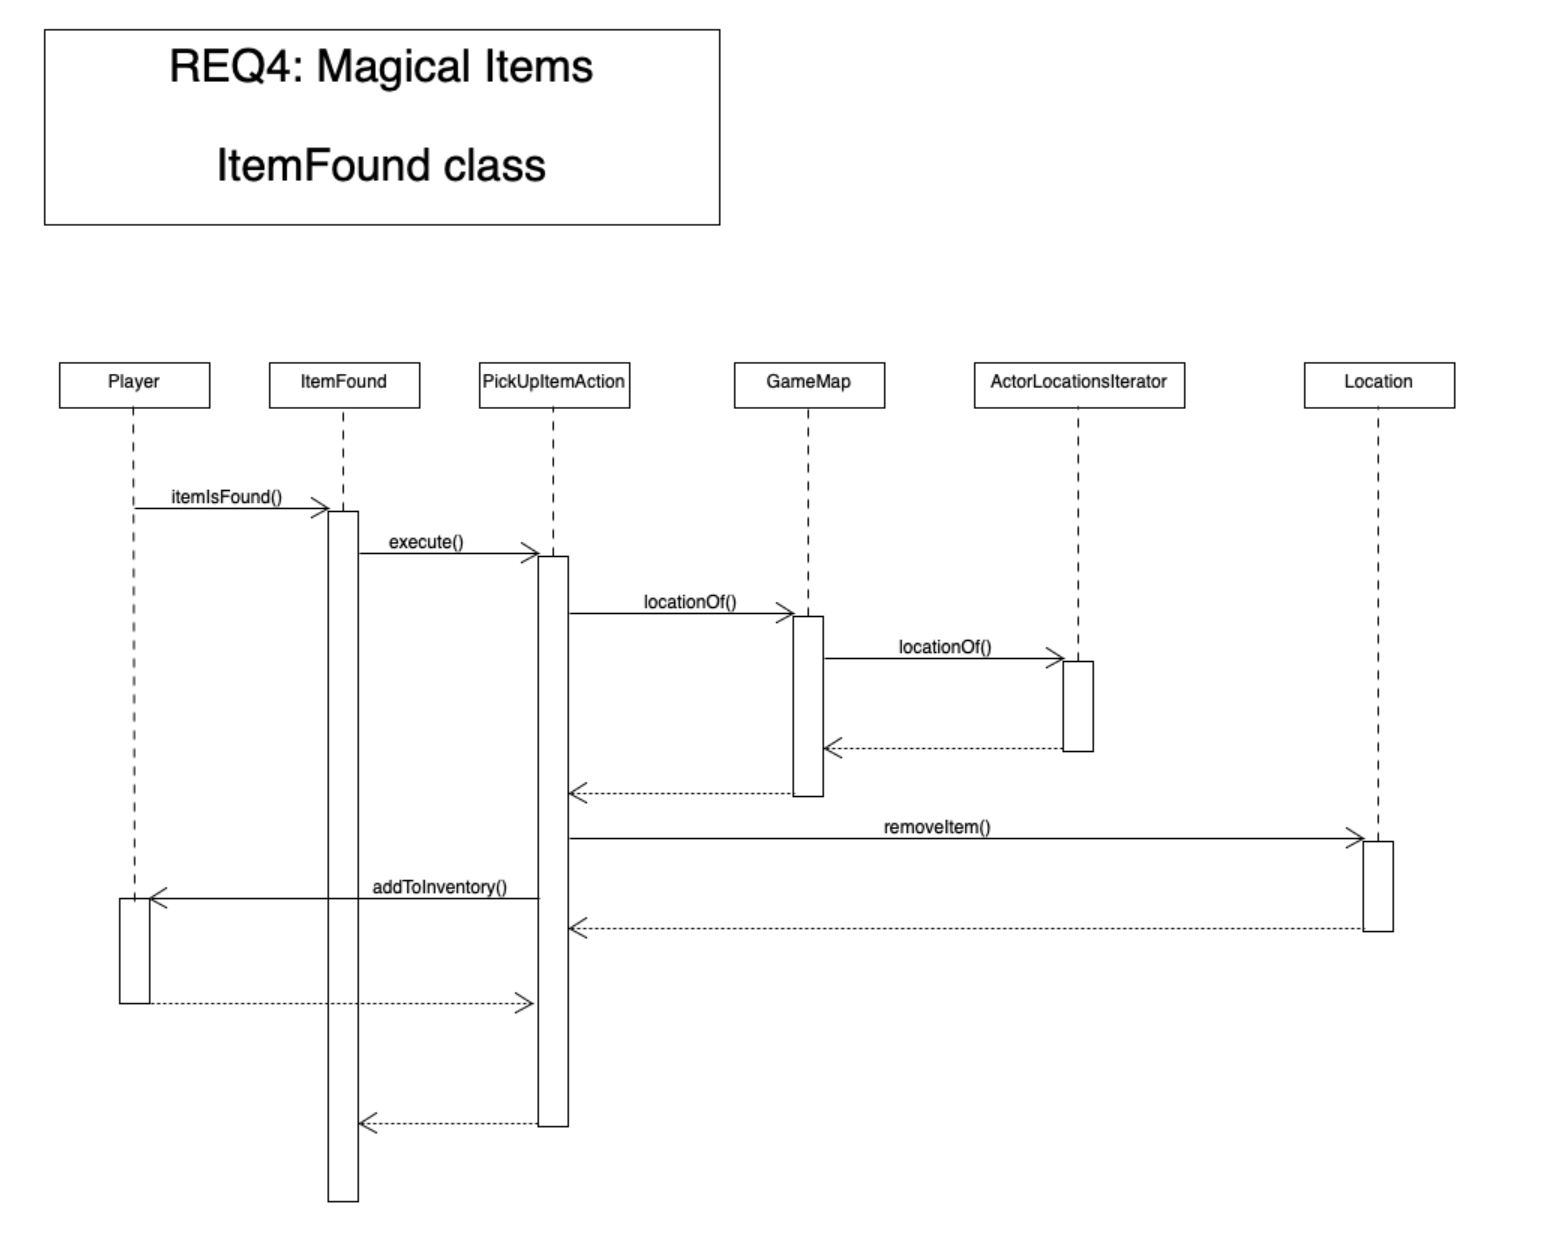 REQ4: Magical Items
ItemFound class
Player
ItemFound
PickUpItemAction
GameMap
ActorLocationsIterator
Location
itemIsFound()
execute()
locationOf()
locationOf()
removeItem()
addToInventory()